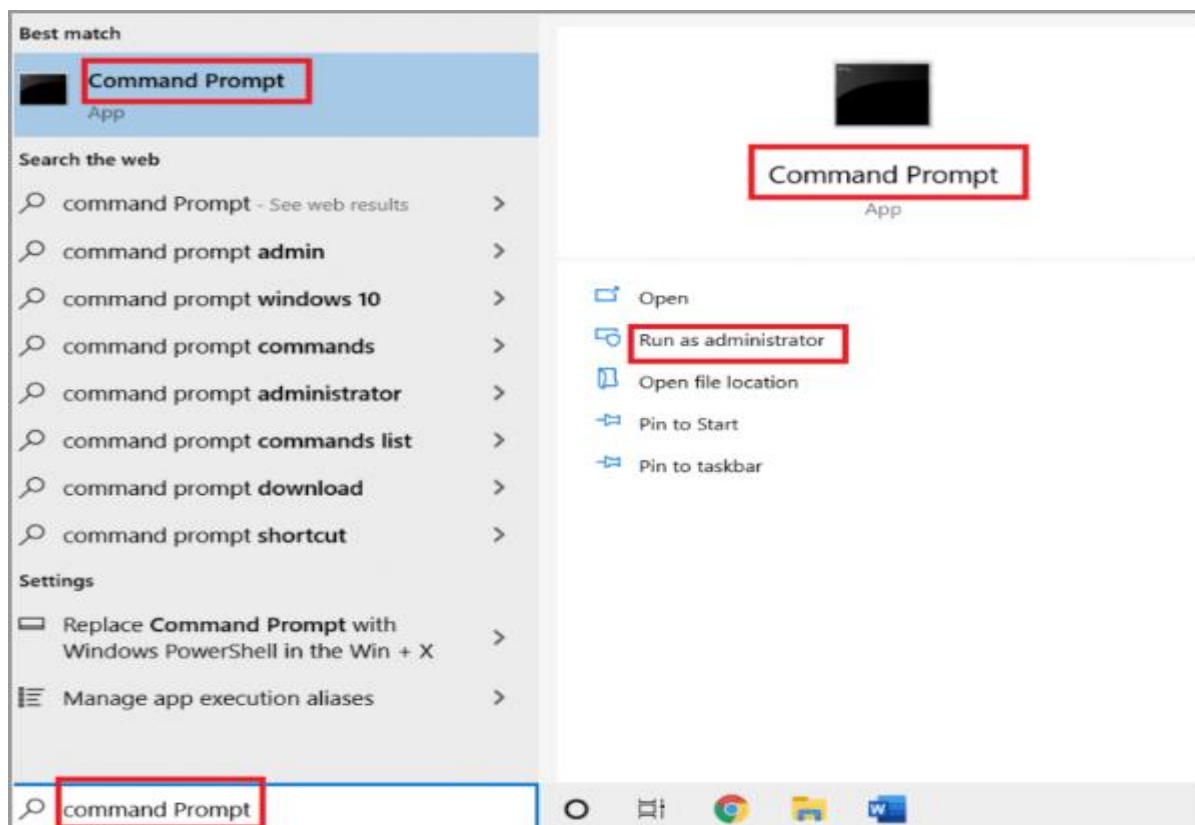 Best match
Command Prompt
App
Search the web
command Prompt - See web results
command prompt admin
command prompt windows 10
command prompt commands
command prompt administrator
command prompt commands list
command prompt download
command prompt shortcut
Settings
Replace Command Prompt with
Windows PowerShell in the Win + X
Manage app execution aliases
command Prompt
Command Prompt
App
Open
Run as administrator
Open file location
Pin to Start
Pin to taskbar
W